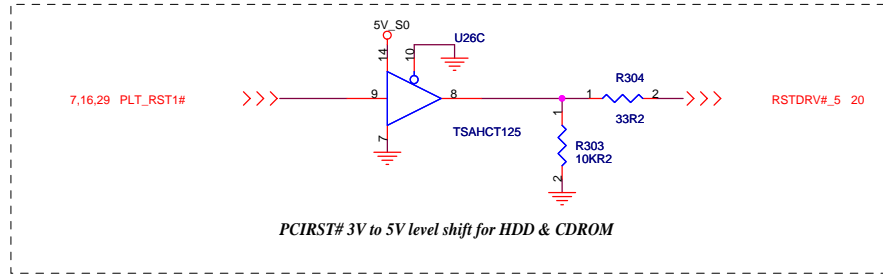 5V_S0
U26C
14
10
R304
7,16,29 PLT_RST1#
9
8
1
2
RSTDRV#_5 20
33R2
7
TSAHCT125
1
R303
10KR2
2
PCIRST# 3V to 5V level shift for HDD & CDROM